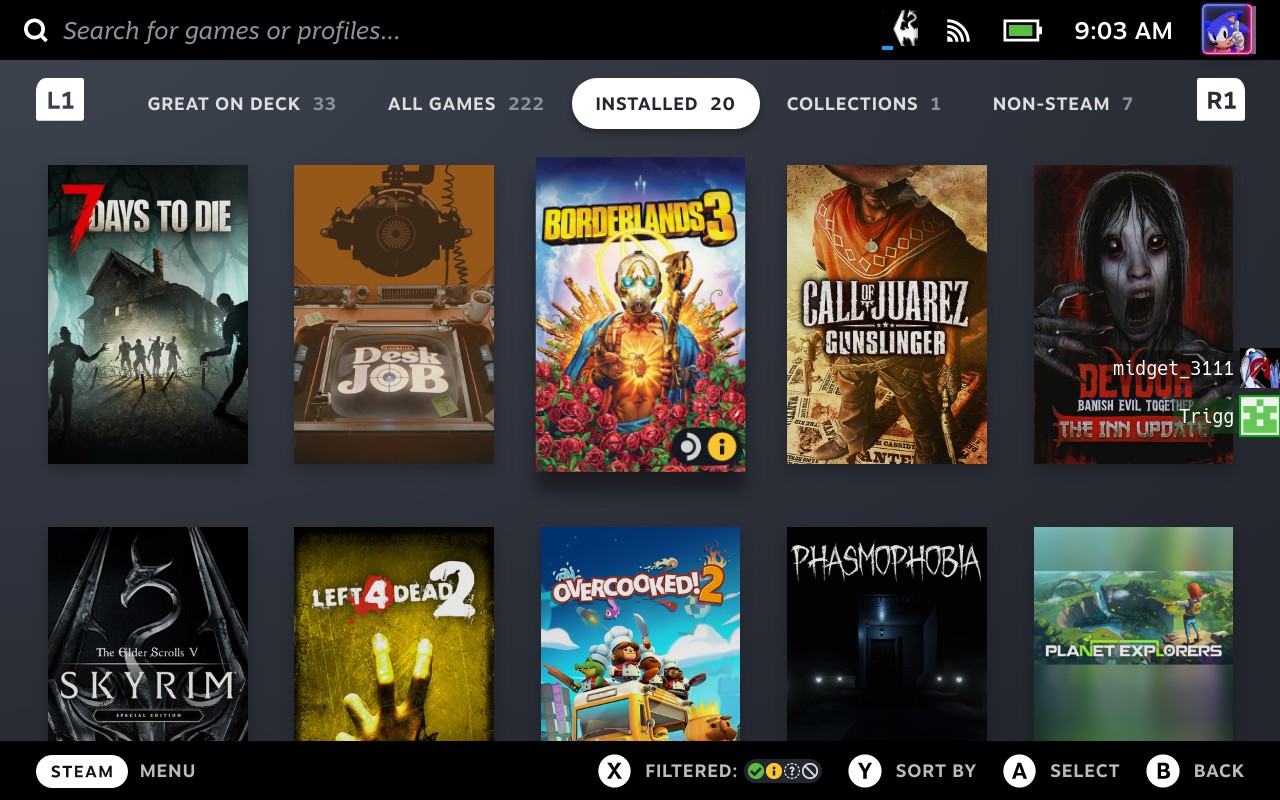 Search for games or profiles...
9:03 AM
L1
GREAT ON DECK 33
ALL GAMES 222
INSTALLED 20
COLLECTIONS 1
NON-STEAM 7
R1
7 DAYS TO DIE
APERTURE
Desk
JOB
BORDERLANDS 3
CALL OF JUAREZ
GUNSLINGER
DEVOUR
BANISH EVIL TOGETHER
THE INN UPDATE
midget_3111
Trigg
The Elder Scrolls V
SKYRIM
SPECIAL EDITION
LEFT 4 DEAD 2
OVERCOOKED! 2
PHASMOPHOBIA
PLANET EXPLORERS
STEAM MENU
X FILTERED:
Y SORT BY
A SELECT
B BACK